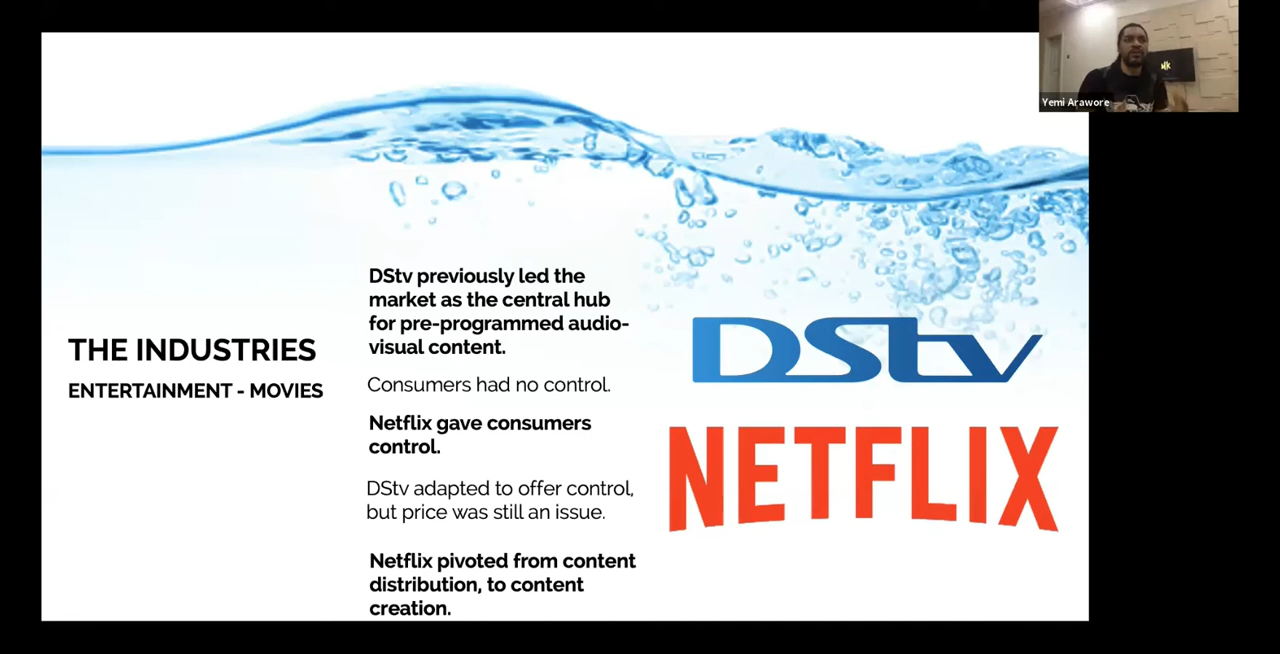 Yemi Arawore
THE INDUSTRIES
ENTERTAINMENT - MOVIES
DStv previously led the
market as the central hub
for pre-programmed audio-
visual content.
Consumers had no control.
Netflix gave consumers
control.
DStv adapted to offer control,
but price was still an issue.
Netflix pivoted from content
distribution, to content
creation.
DStv
NETFLIX